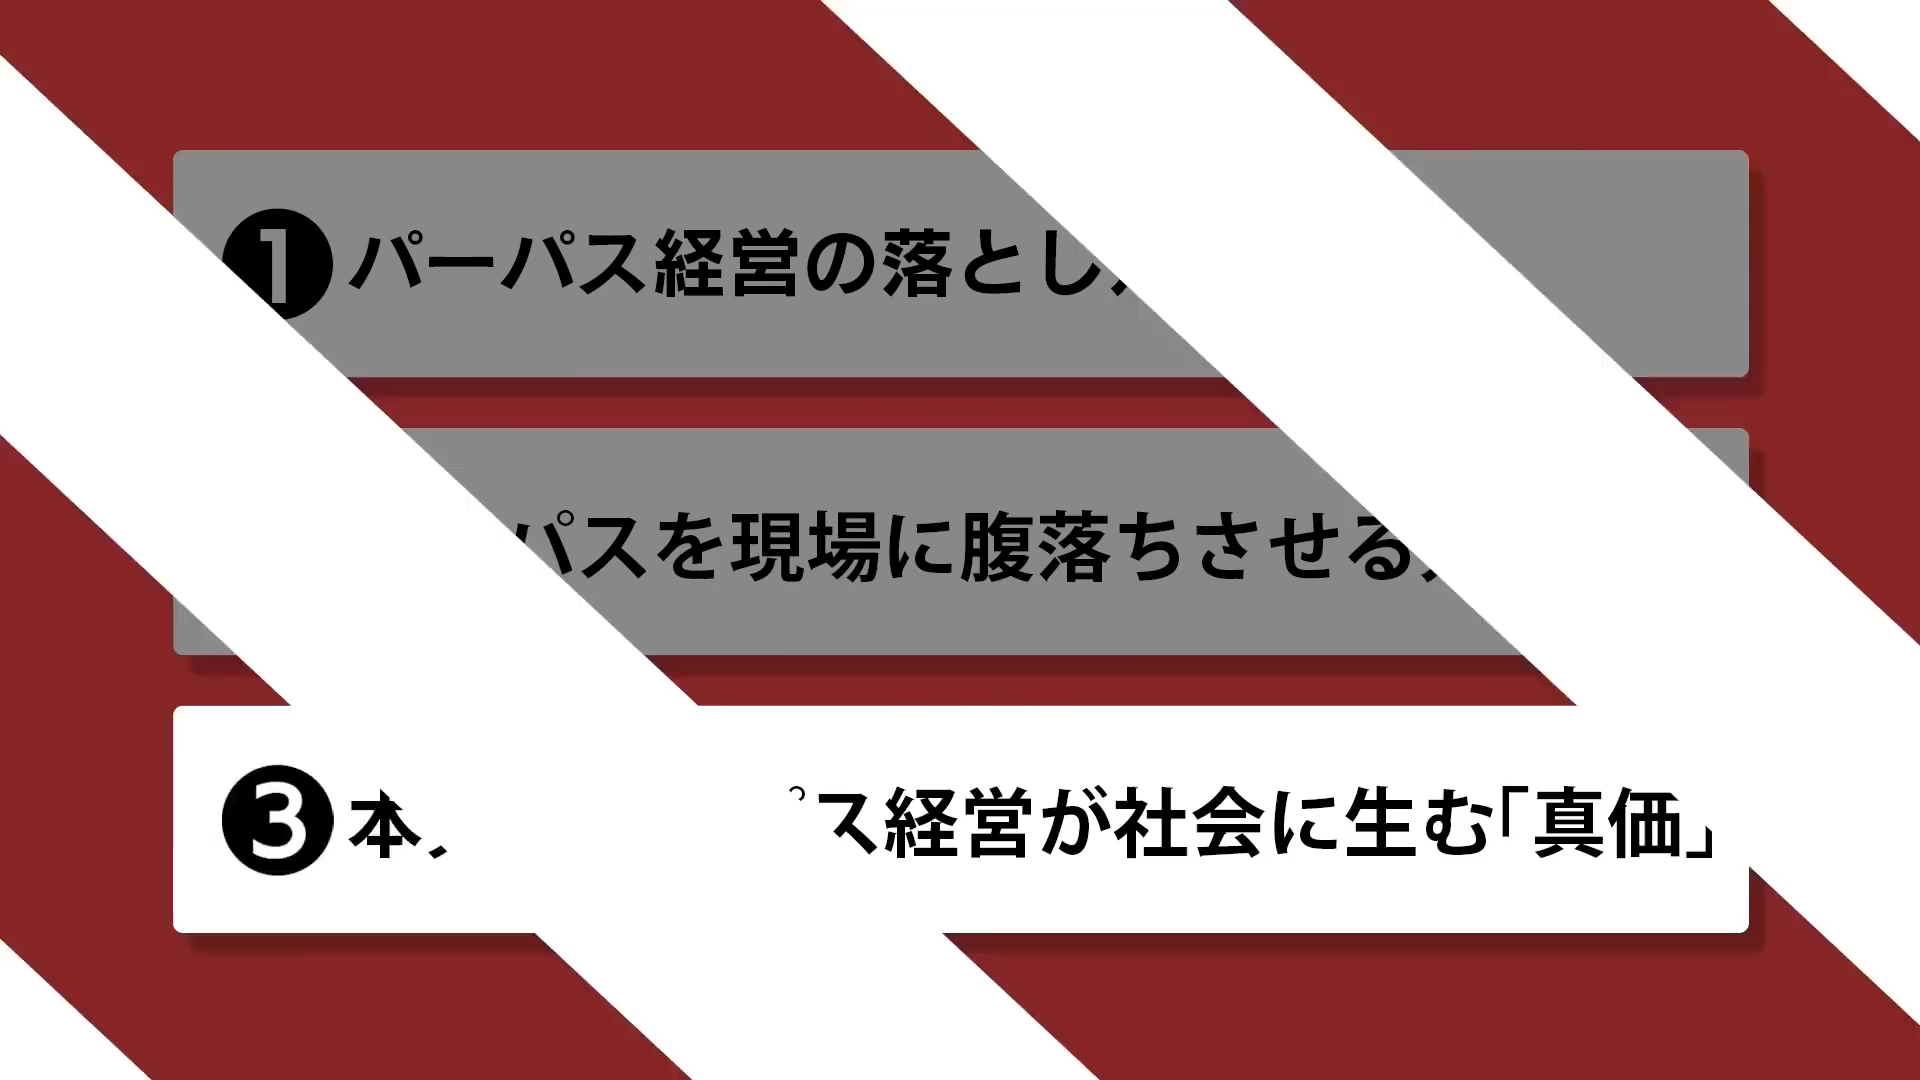 ❶パーパス経営の落とし
パスを現場に腹落ちさせる
❸本
ス経営が社会に生む「真価」